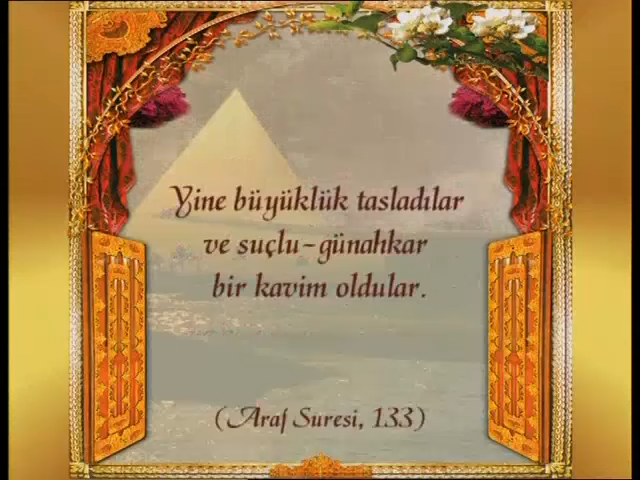 Yine büyüklük tasladılar
ve suçlu-günahkar
bir kavim oldular.
(Araf Suresi, 133)